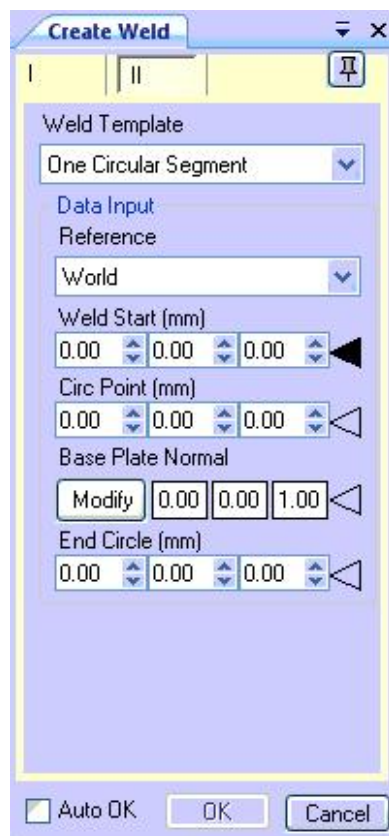 Create Weld
I II
Weld Template
One Circular Segment
Data Input
Reference
World
Weld Start (mm)
0.00 0.00 0.00
Circ Point (mm)
0.00 0.00 0.00
Base Plate Normal
Modify 0.00 0.00 1.00
End Circle (mm)
0.00 0.00 0.00
Auto OK OK Cancel